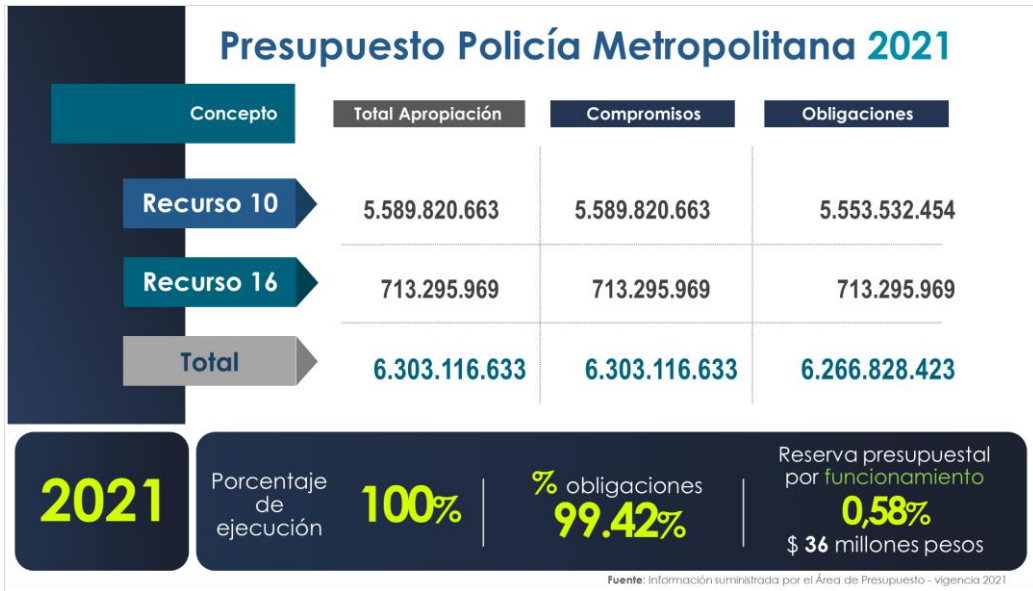 Presupuesto Policía Metropolitana 2021
Concepto
Total Apropiación
Compromisos
Obligaciones
Recurso 10
5.589.820.663
5.589.820.663
5.553.532.454
Recurso 16
713.295.969
713.295.969
713.295.969
Total
6.303.116.633
6.303.116.633
6.266.828.423
2021
Porcentaje
de
ejecución
100%
% obligaciones
99.42%
Reserva presupuestal
por funcionamiento
0,58%
$ 36 millones pesos
Fuente: Información suministrada por el Área de Presupuesto - vigencia 2021